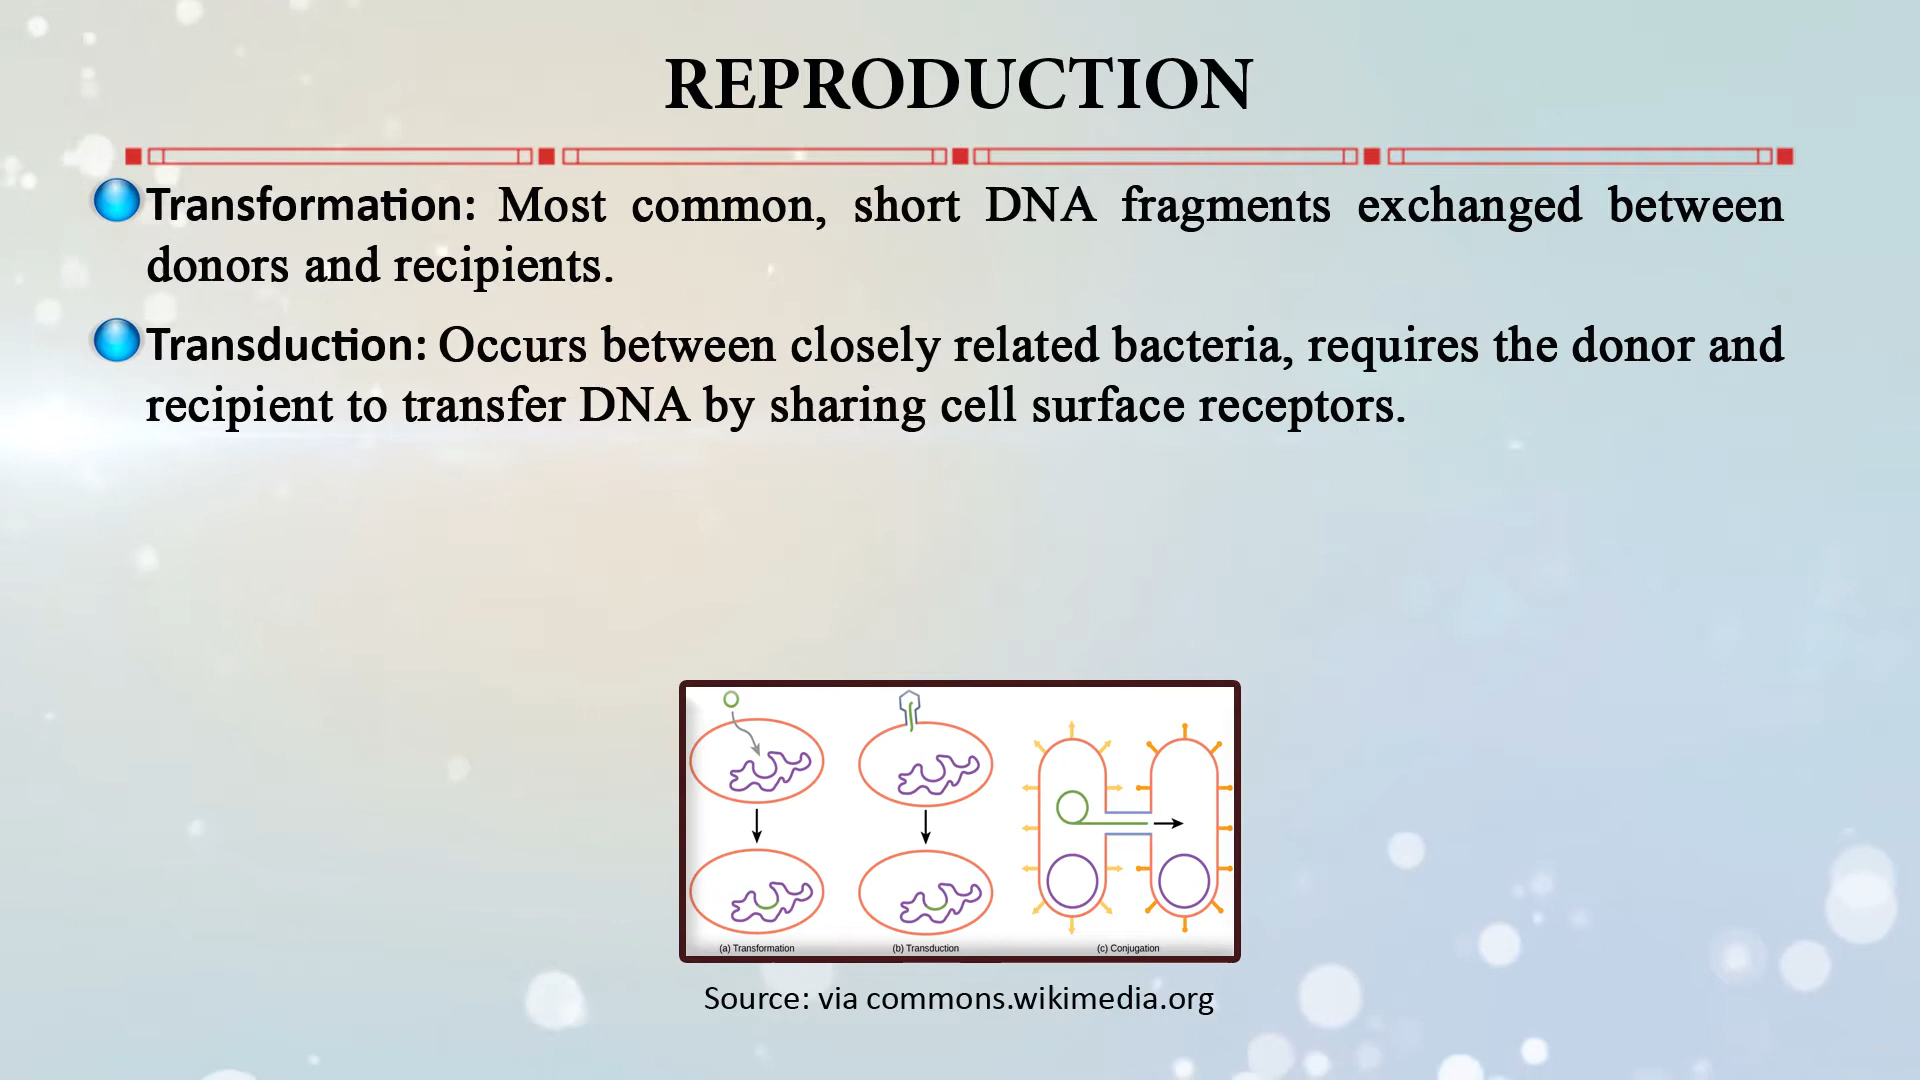 REPRODUCTION
Transformation: Most common, short DNA fragments exchanged between
donors and recipients.
Transduction: Occurs between closely related bacteria, requires the donor and
recipient to transfer DNA by sharing cell surface receptors.
(a) Transformation
(b) Transduction
(c) Conjugation
Source: via commons.wikimedia.org